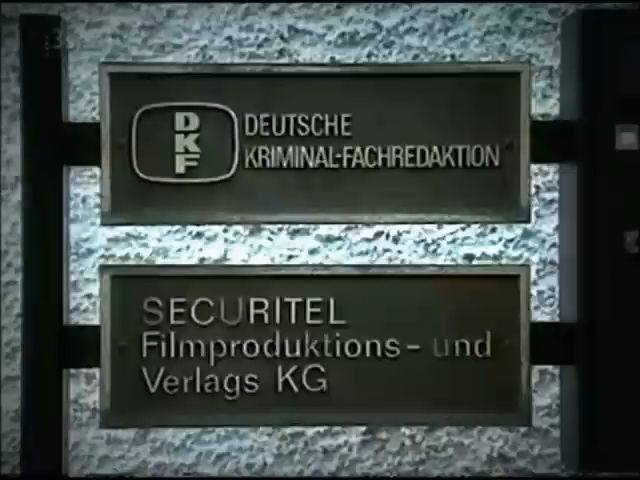 DKF
DEUTSCHE
KRIMINAL-FACHREDAKTION
SECURITEL
Filmproduktions- und
Verlags KG